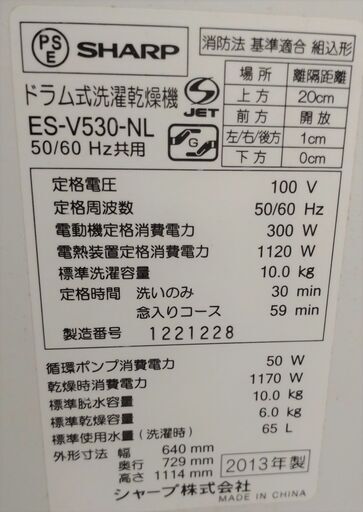 PSE SHARP
ドラム式洗濯乾燥機
ES-V530-NL
50/60 Hz共用
S JET
G
消防法 基準適合 組込形
場所 離隔距離
上方 20cm
前方 開放
左/右/後方 1cm
下方 0cm
定格電圧 100 V
定格周波数 50/60 Hz
電動機定格消費電力 300 W
電熱装置定格消費電力 1120 W
標準洗濯容量 10.0 kg
定格時間 洗いのみ 30 min
念入りコース 59 min
製造番号 1221228
循環ポンプ消費電力 50 W
乾燥時消費電力 1170 W
標準脱水容量 10.0 kg
標準乾燥容量 6.0 kg
標準使用水量(洗濯時) 65 L
外形寸法 幅 640 mm
奥行 729 mm
高さ 1114 mm
2013年製
シャープ株式会社
MADE IN CHINA